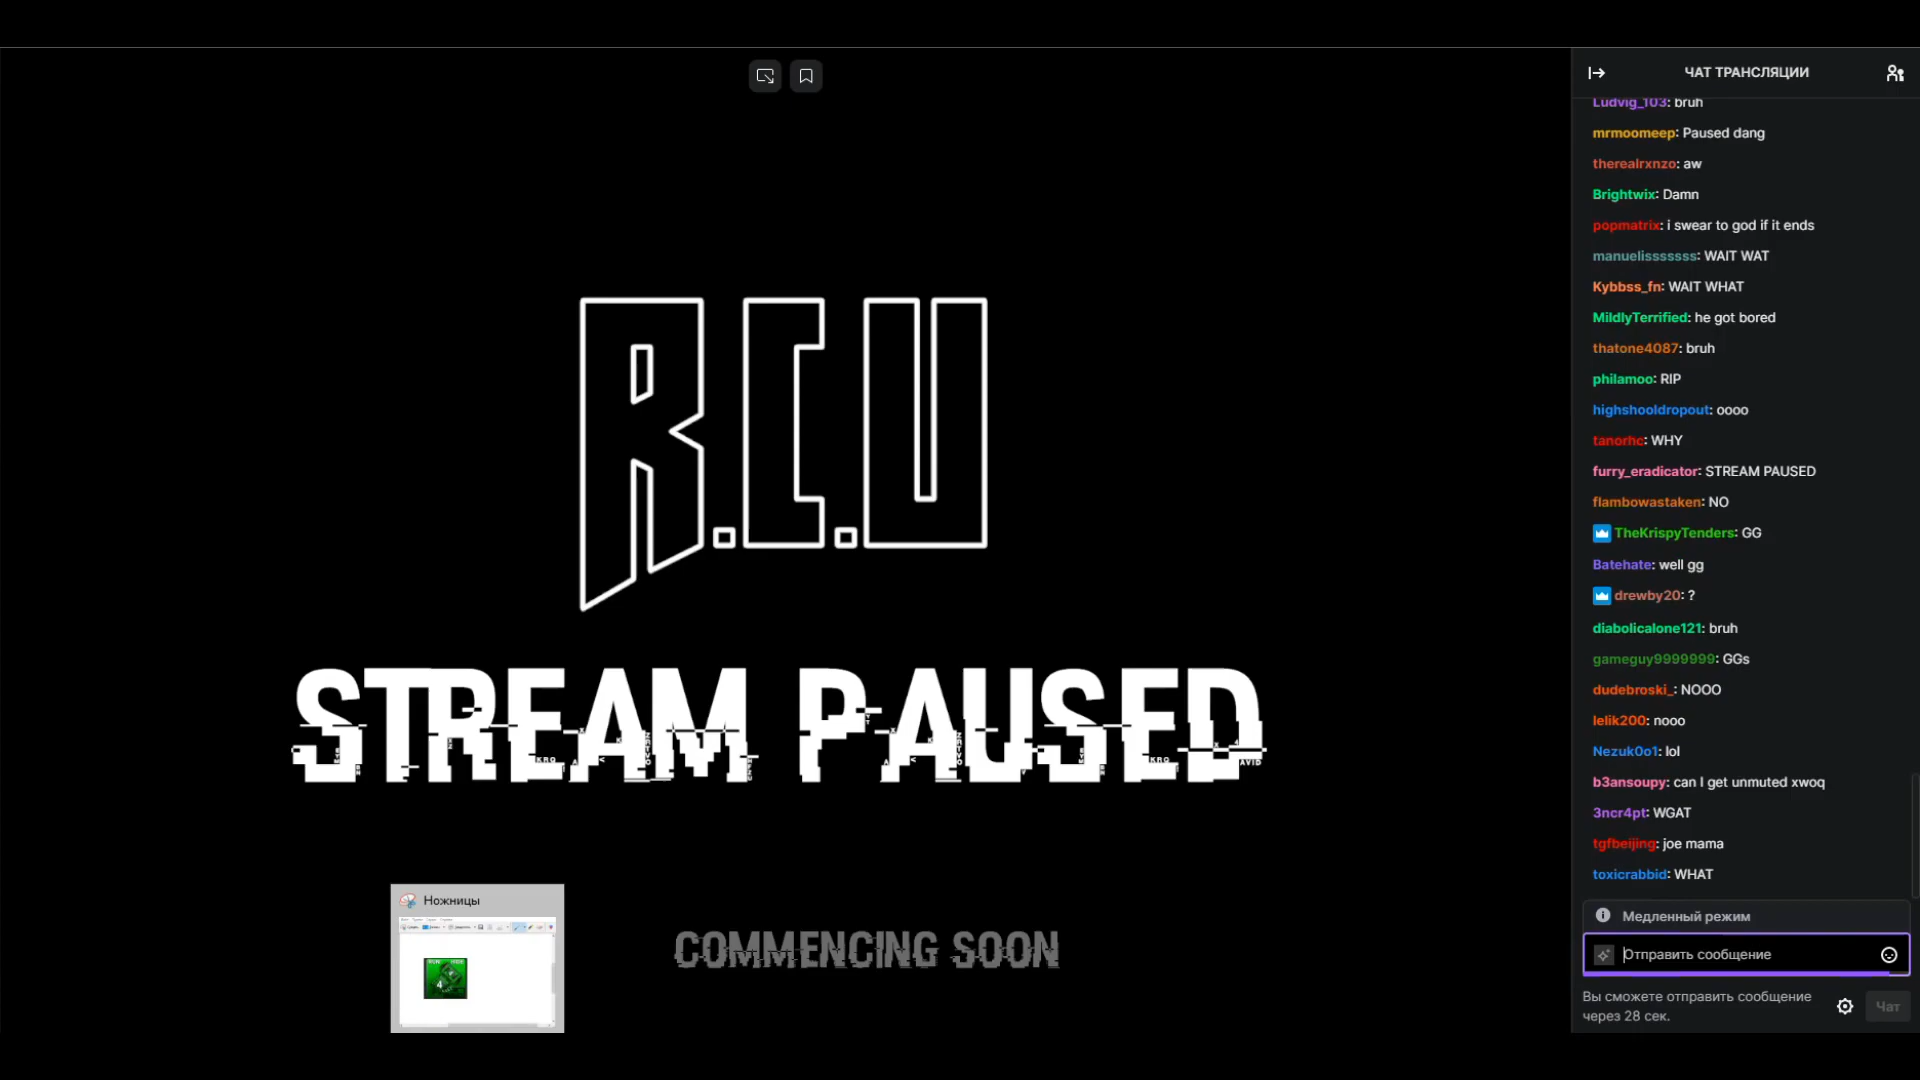 R.C.U
STREAM PAUSED
COMMENCING SOON
Ножницы
4
ЧАТ ТРАНСЛЯЦИИ
Ludvig_103: bruh
mrmoomeep: Paused dang
therealrxnzo: aw
Brightwix: Damn
popmatrix: i swear to god if it ends
manuelisssssss: WAIT WAT
Kybbss_fn: WAIT WHAT
MildlyTerrified: he got bored
thatone4087: bruh
philamoo: RIP
highshooldropout: oooo
tanorhc: WHY
furry_eradicator: STREAM PAUSED
flambowastaken: NO
TheKrispyTenders: GG
Batehate: well gg
drewby20: ?
diabolicalone121: bruh
gameguy9999999: GGs
dudebroski_: NOOO
lelik200: nooo
Nezuk0o1: lol
b3ansoupy: can I get unmuted xwoq
3ncr4pt: WGAT
tgfbeijing: joe mama
toxicrabbid: WHAT
Медленный режим
Отправить сообщение
Вы сможете отправить сообщение
через 28 сек.
Чат